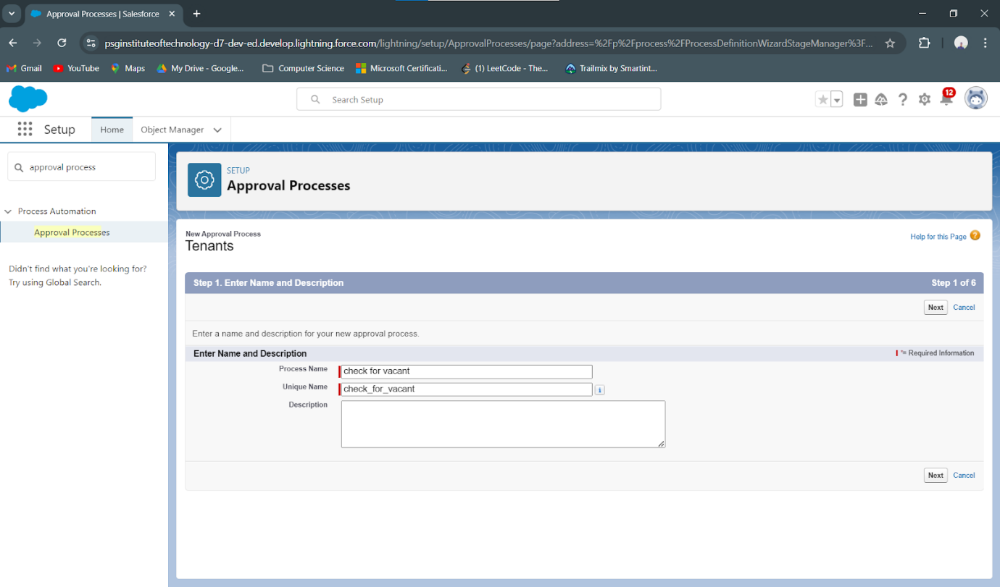 Approval Processes | Salesforce
psginstituteoftechnology-d7-dev-ed.develop.lightning.force.com/lightning/setup/ApprovalProcesses/page?address=%2Fp%2Fprocess%2FProcessDefinitionWizardStageManager%3F...
Gmail YouTube Maps My Drive - Google... Computer Science Microsoft Certificati... (1) LeetCode - The... Trailmix by Smartint...
Search Setup
12
Setup Home Object Manager
approval process
Process Automation
Approval Processes
Didn't find what you're looking for?
Try using Global Search.
SETUP
Approval Processes
New Approval Process
Tenants
Help for this Page ?
Step 1. Enter Name and Description Step 1 of 6
Next Cancel
Enter a name and description for your new approval process.
Enter Name and Description = Required Information
Process Name check for vacant
Unique Name check_for_vacant i
Description
Next Cancel